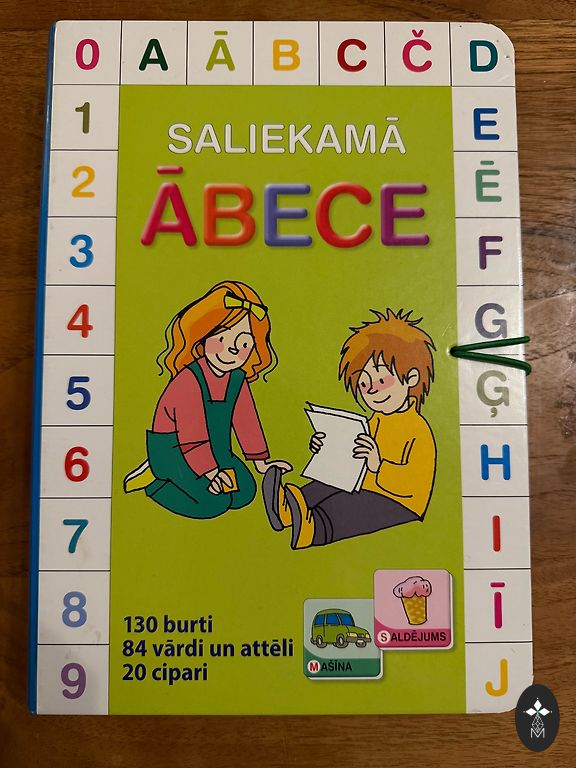 0 A Ā B C Č D
1
2
3
4
5
6
7
8
9
E
Ē
F
G
Ģ
H
I
Ī
J
SALIEKAMĀ
ĀBECE
130 burti
84 vārdi un attēli
20 cipari
MAŠĪNA
SALDĒJUMS
M